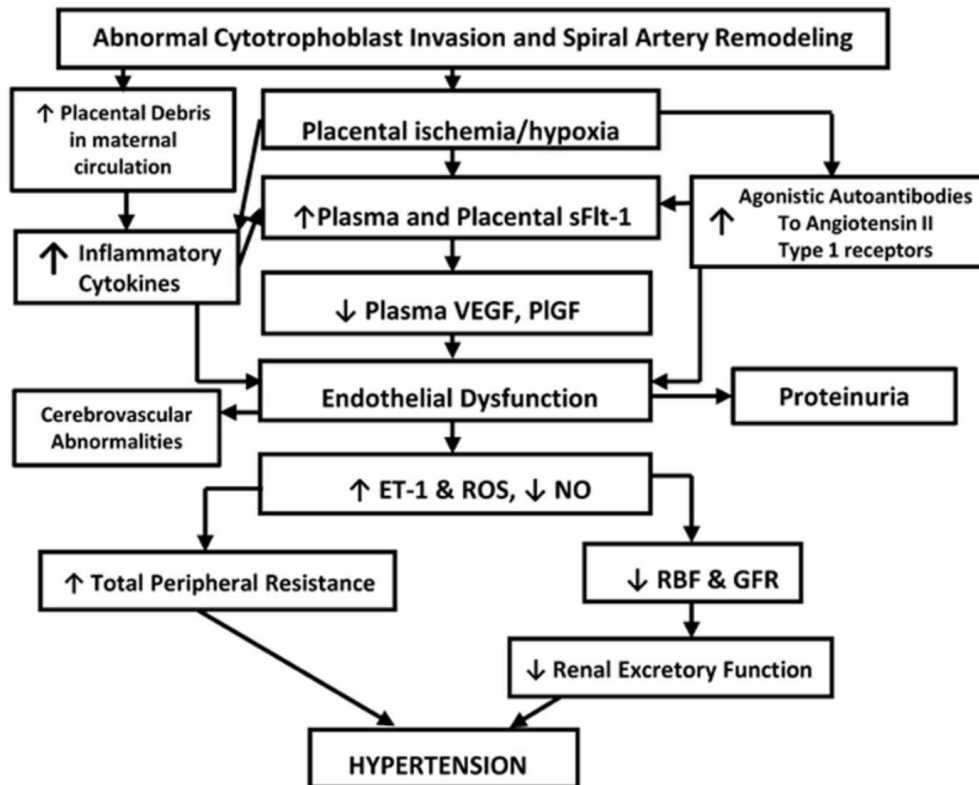 Abnormal Cytotrophoblast Invasion and Spiral Artery Remodeling
↑ Placental Debris
in maternal
circulation
Placental ischemia/hypoxia
↑ Agonistic Autoantibodies
To Angiotensin II
Type 1 receptors
↑ Plasma and Placental sFlt-1
↑ Inflammatory
Cytokines
↓ Plasma VEGF, PlGF
Endothelial Dysfunction
Proteinuria
Cerebrovascular
Abnormalities
↑ ET-1 & ROS, ↓ NO
↑ Total Peripheral Resistance
↓ RBF & GFR
↓ Renal Excretory Function
HYPERTENSION